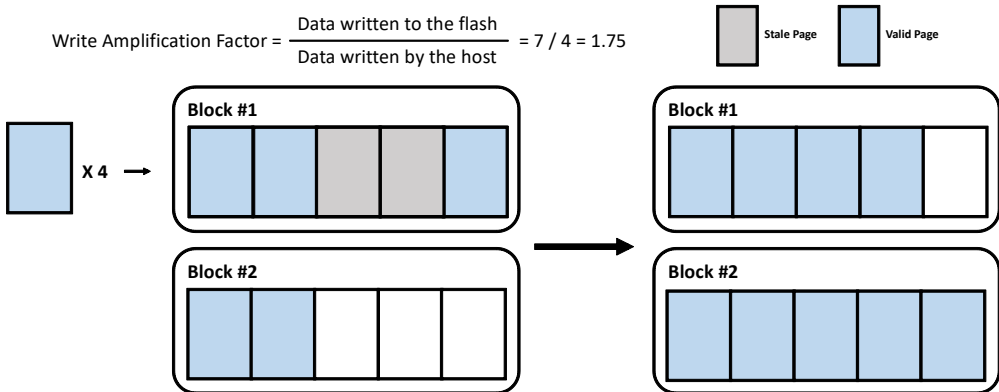 Write Amplification Factor = Data written to the flash / Data written by the host = 7 / 4 = 1.75
Stale Page
Valid Page
Block #1
Block #1
X 4
Block #2
Block #2